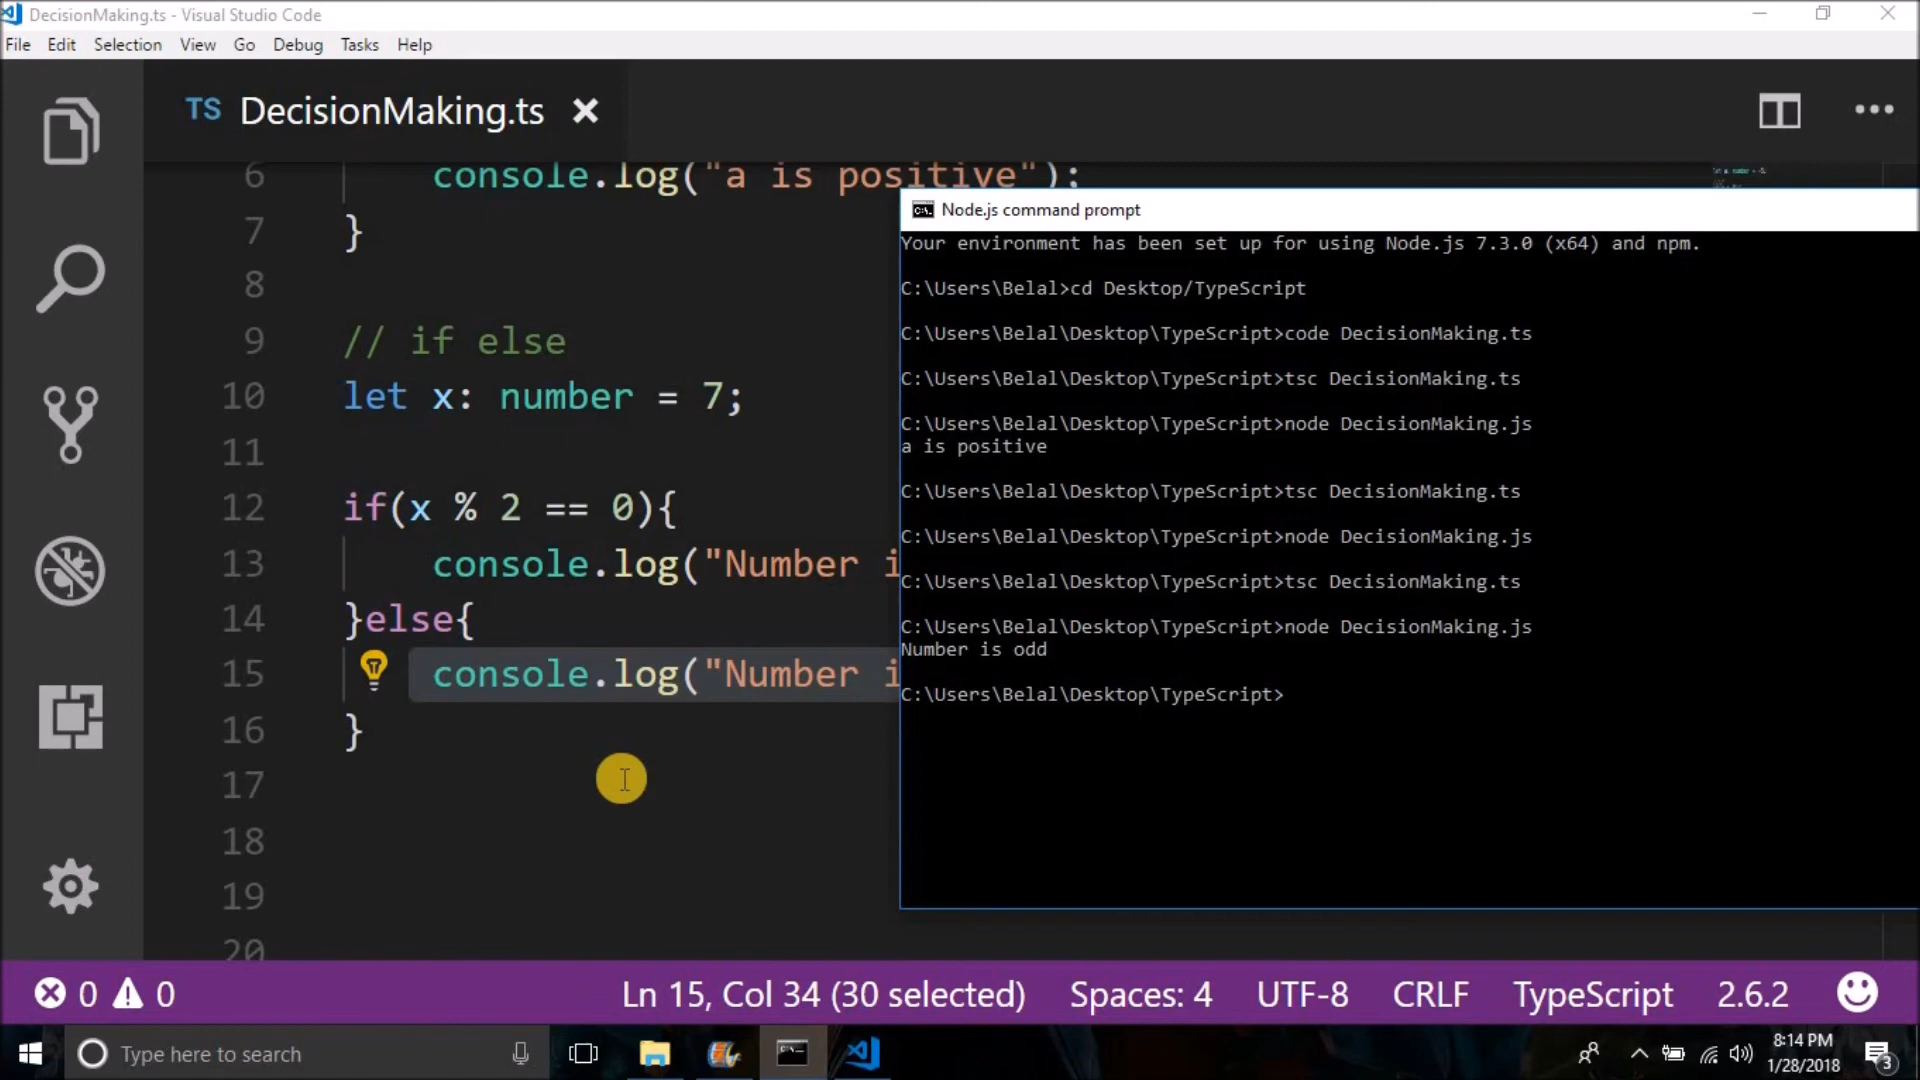 DecisionMaking.ts - Visual Studio Code
File Edit Selection View Go Debug Tasks Help
TS DecisionMaking.ts
6 console.log("a is positive");
7 }
8
9 // if else
10 let x: number = 7;
11
12 if(x % 2 == 0){
13 console.log("Number i
14 }else{
15 console.log("Number i
16 }
17
18
19
20
Node.js command prompt
Your environment has been set up for using Node.js 7.3.0 (x64) and npm.
C:\Users\Belal>cd Desktop/TypeScript
C:\Users\Belal\Desktop\TypeScript>code DecisionMaking.ts
C:\Users\Belal\Desktop\TypeScript>tsc DecisionMaking.ts
C:\Users\Belal\Desktop\TypeScript>node DecisionMaking.js
a is positive
C:\Users\Belal\Desktop\TypeScript>tsc DecisionMaking.ts
C:\Users\Belal\Desktop\TypeScript>node DecisionMaking.js
C:\Users\Belal\Desktop\TypeScript>tsc DecisionMaking.ts
C:\Users\Belal\Desktop\TypeScript>node DecisionMaking.js
Number is odd
C:\Users\Belal\Desktop\TypeScript>
0 0 Ln 15, Col 34 (30 selected) Spaces: 4 UTF-8 CRLF TypeScript 2.6.2
Type here to search
8:14 PM
1/28/2018
3